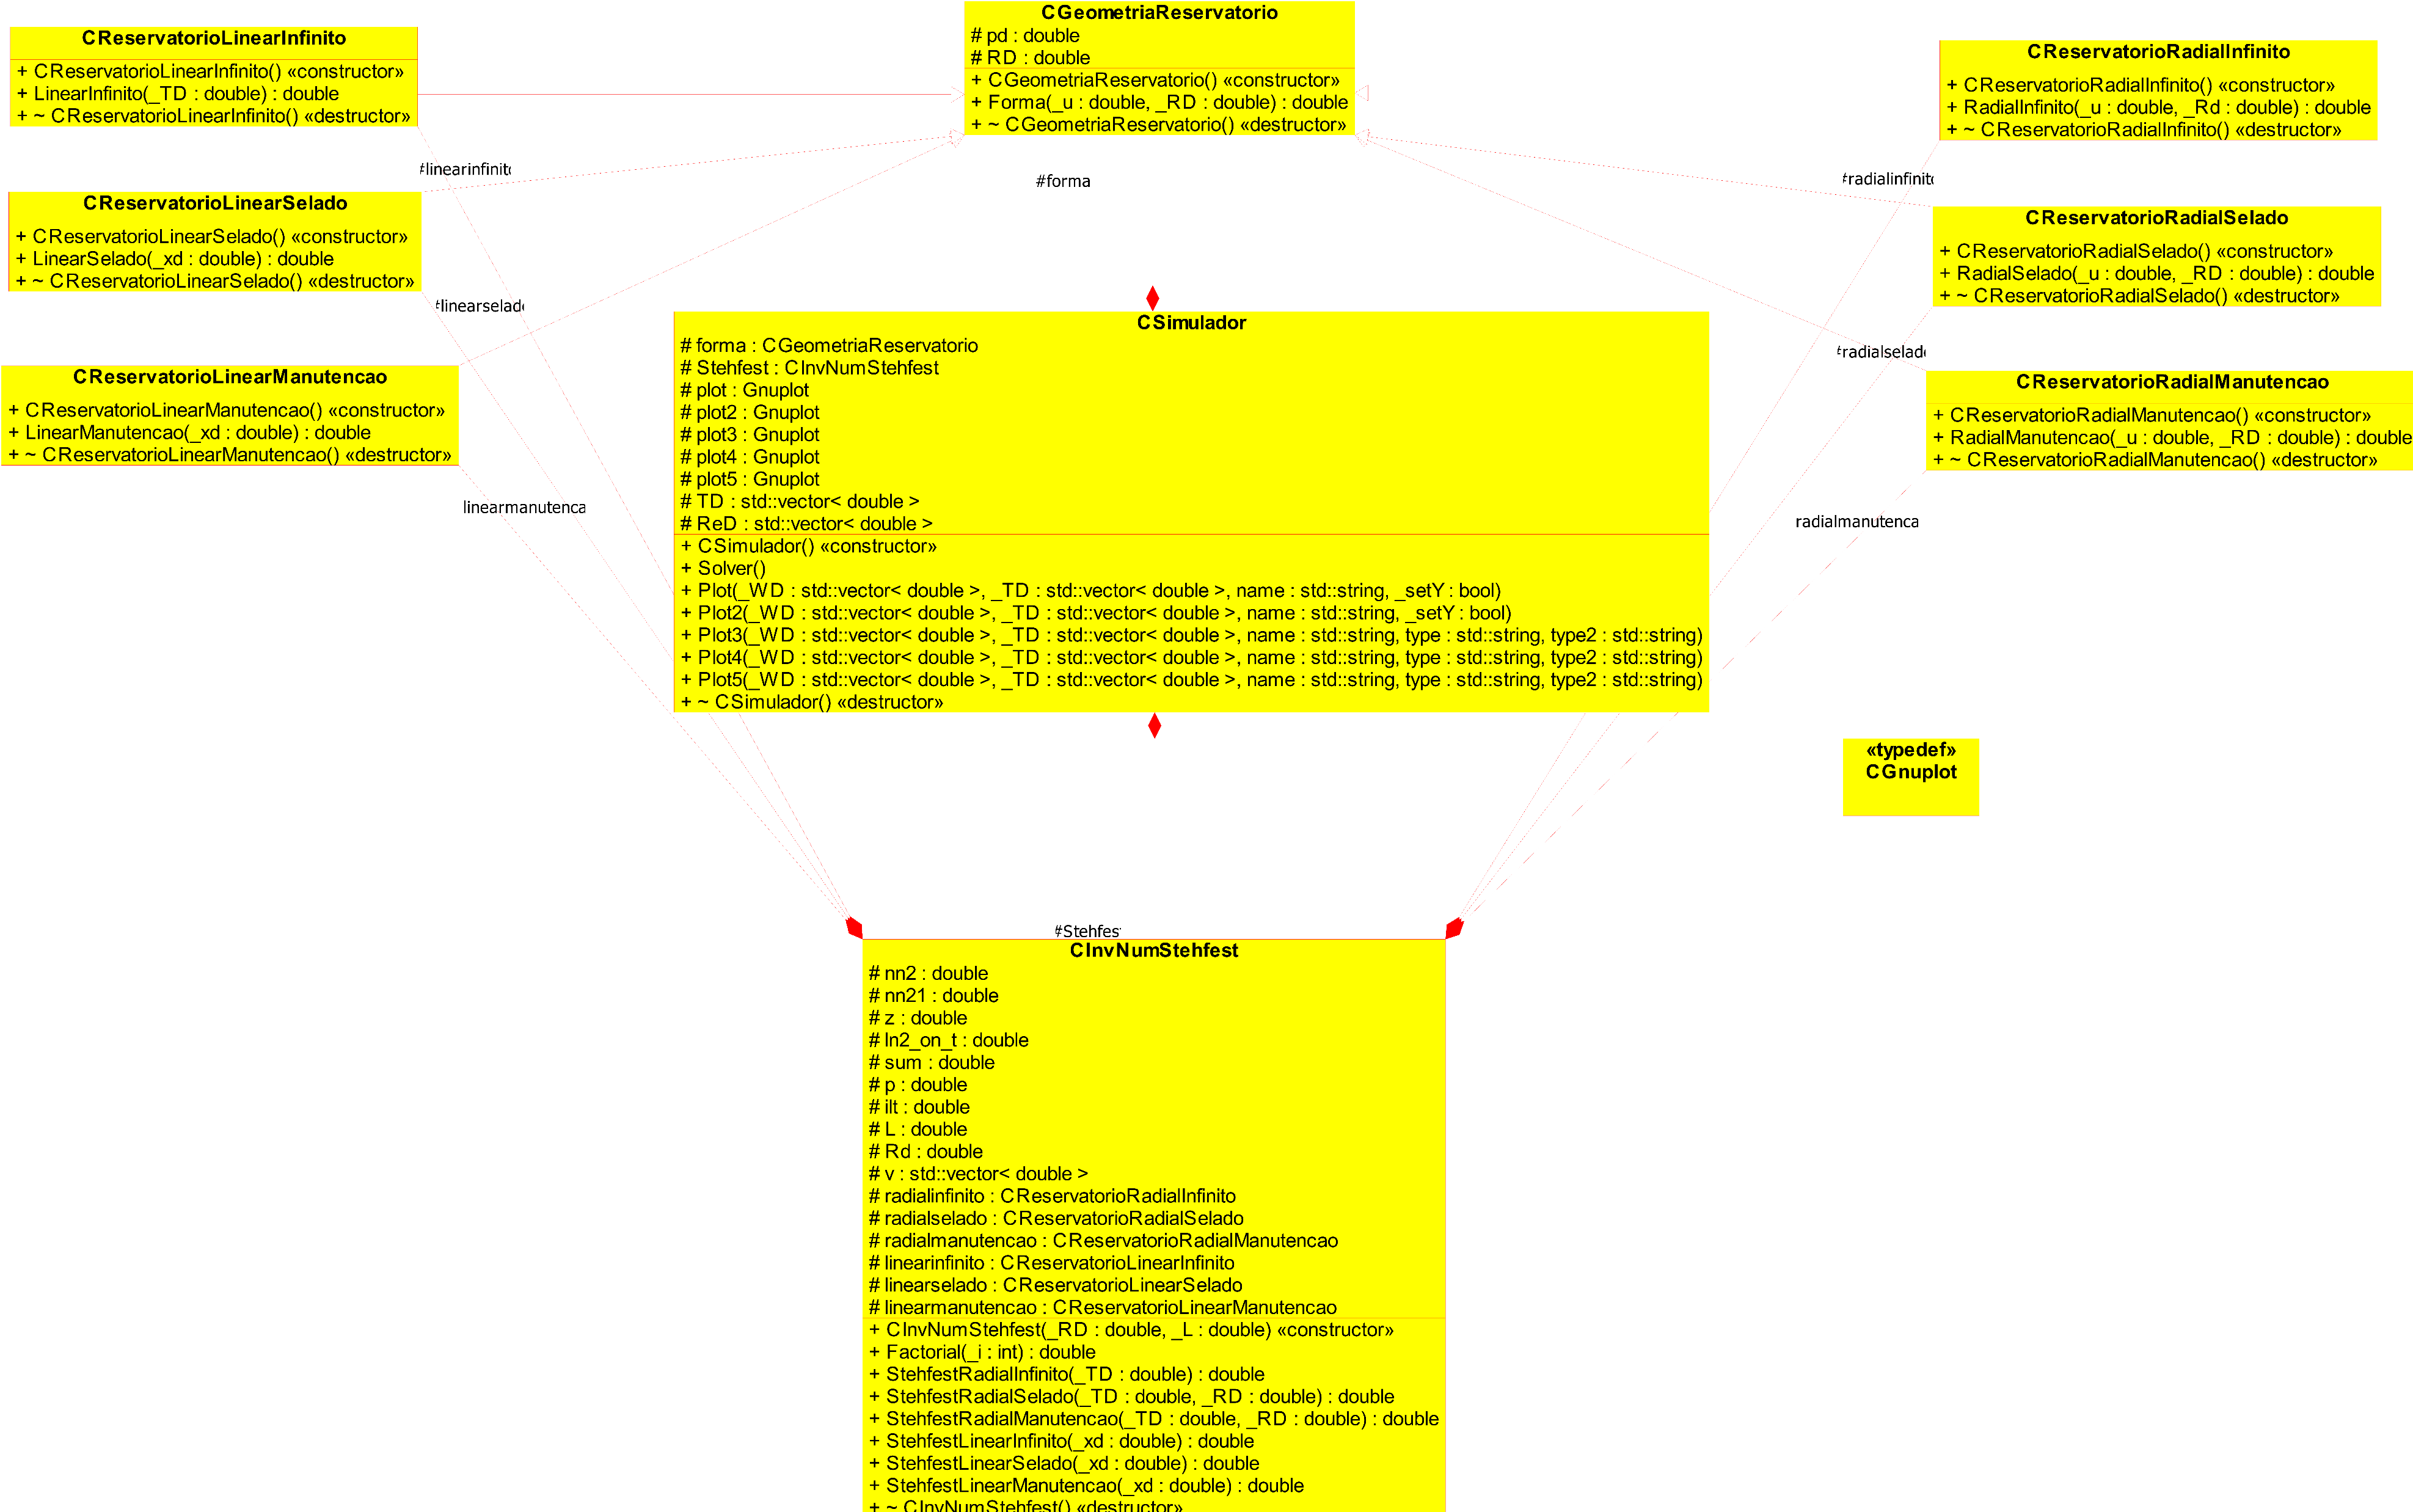 CReservatorioLinearInfinito
+ CReservatorioLinearInfinito() «constructor»
+ LinearInfinito(_TD : double) : double
+ ~ CReservatorioLinearInfinito() «destructor»
CGeometriaReservatorio
# pd : double
# RD : double
+ CGeometriaReservatorio() «constructor»
+ Forma(_u : double, _RD : double) : double
+ ~ CGeometriaReservatorio() «destructor»
CReservatorioRadialInfinito
+ CReservatorioRadialInfinito() «constructor»
+ RadialInfinito(_u : double, _Rd : double) : double
+ ~ CReservatorioRadialInfinito() «destructor»
#linearinfinito
#forma
#radialinfinito
CReservatorioLinearSelado
+ CReservatorioLinearSelado() «constructor»
+ LinearSelado(_xd : double) : double
+ ~ CReservatorioLinearSelado() «destructor»
CReservatorioRadialSelado
+ CReservatorioRadialSelado() «constructor»
+ RadialSelado(_u : double, _RD : double) : double
+ ~ CReservatorioRadialSelado() «destructor»
#linearselado
#radialselado
CReservatorioLinearManutencao
+ CReservatorioLinearManutencao() «constructor»
+ LinearManutencao(_xd : double) : double
+ ~ CReservatorioLinearManutencao() «destructor»
CSimulador
# forma : CGeometriaReservatorio
# Stehfest : CInvNumStehfest
# plot : Gnuplot
# plot2 : Gnuplot
# plot3 : Gnuplot
# plot4 : Gnuplot
# plot5 : Gnuplot
# TD : std::vector< double >
# ReD : std::vector< double >
+ CSimulador() «constructor»
+ Solver()
+ Plot(_WD : std::vector< double >, _TD : std::vector< double >, name : std::string, _setY : bool)
+ Plot2(_WD : std::vector< double >, _TD : std::vector< double >, name : std::string, _setY : bool)
+ Plot3(_WD : std::vector< double >, _TD : std::vector< double >, name : std::string, type : std::string, type2 : std::string)
+ Plot4(_WD : std::vector< double >, _TD : std::vector< double >, name : std::string, type : std::string, type2 : std::string)
+ Plot5(_WD : std::vector< double >, _TD : std::vector< double >, name : std::string, type : std::string, type2 : std::string)
+ ~ CSimulador() «destructor»
CReservatorioRadialManutencao
+ CReservatorioRadialManutencao() «constructor»
+ RadialManutencao(_u : double, _RD : double) : double
+ ~ CReservatorioRadialManutencao() «destructor»
linearmanutenca
radialmanutenca
«typedef»
CGnuplot
#Stehfest
CInvNumStehfest
# nn2 : double
# nn21 : double
# z : double
# ln2_on_t : double
# sum : double
# p : double
# ilt : double
# L : double
# Rd : double
# v : std::vector< double >
# radialinfinito : CReservatorioRadialInfinito
# radialselado : CReservatorioRadialSelado
# radialmanutencao : CReservatorioRadialManutencao
# linearinfinito : CReservatorioLinearInfinito
# linearselado : CReservatorioLinearSelado
# linearmanutencao : CReservatorioLinearManutencao
+ CInvNumStehfest(_RD : double, _L : double) «constructor»
+ Factorial(_i : int) : double
+ StehfestRadialInfinito(_TD : double) : double
+ StehfestRadialSelado(_TD : double, _RD : double) : double
+ StehfestRadialManutencao(_TD : double, _RD : double) : double
+ StehfestLinearInfinito(_xd : double) : double
+ StehfestLinearSelado(_xd : double) : double
+ StehfestLinearManutencao(_xd : double) : double
+ ~ CInvNumStehfest() «destructor»